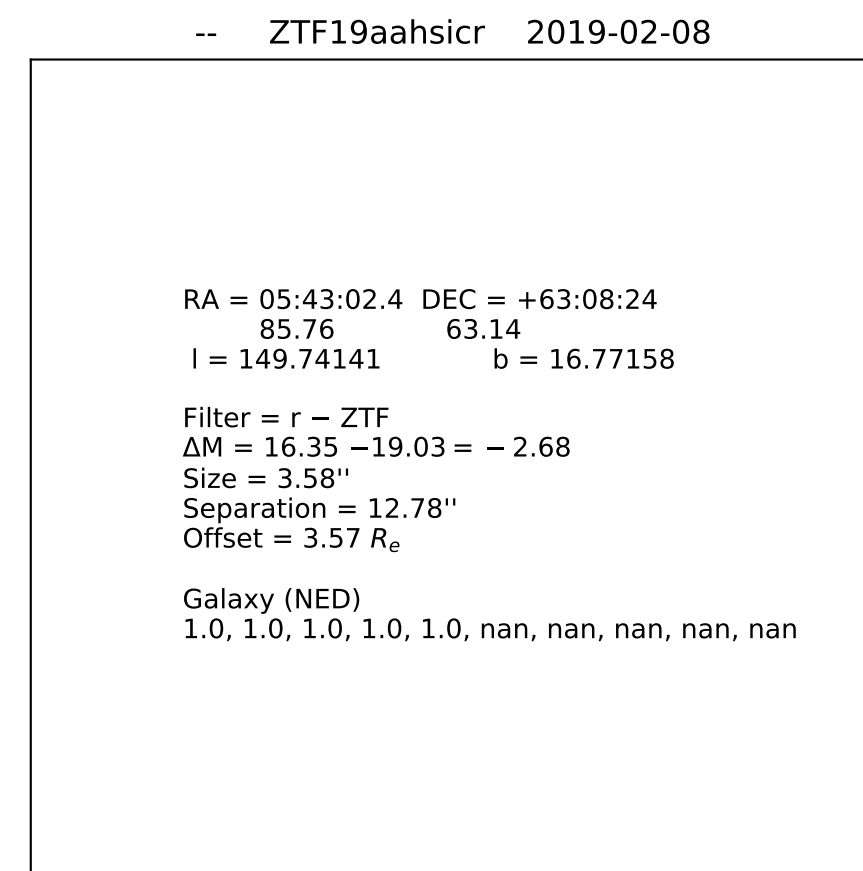 -- ZTF19aahsicr 2019-02-08
RA = 05:43:02.4 DEC = +63:08:24
85.76 63.14
l = 149.74141 b = 16.77158
Filter = r − ZTF
ΔM = 16.35 −19.03 = − 2.68
Size = 3.58''
Separation = 12.78''
Offset = 3.57 Re
Galaxy (NED)
1.0, 1.0, 1.0, 1.0, 1.0, nan, nan, nan, nan, nan